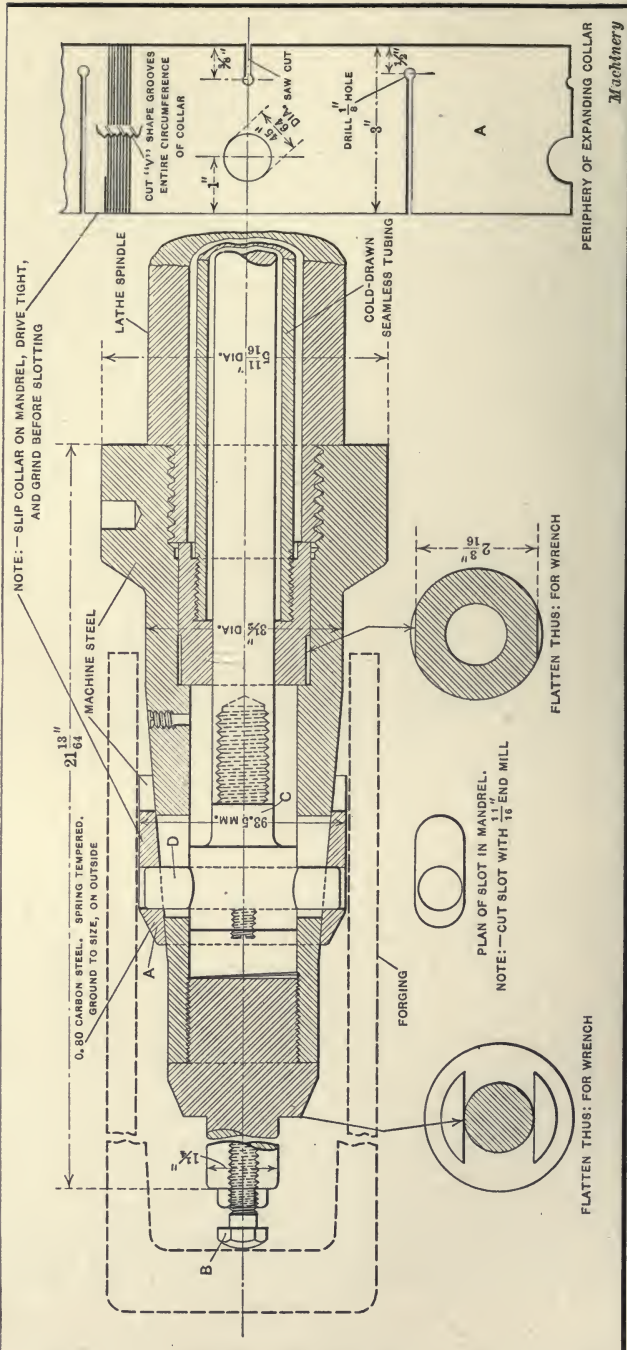 NOTE:—SLIP COLLAR ON MANDREL, DRIVE TIGHT,
AND GRIND BEFORE SLOTTING
MACHINE STEEL
LATHE SPINDLE
21 13/64"
0.80 CARBON STEEL. SPRING TEMPERED.
GROUND TO SIZE, ON OUTSIDE
A
D
C
B
93.5 MM.
3 1/2" DIA.
5 11/16" DIA.
1 3/4"
COLD-DRAWN
SEAMLESS TUBING
FORGING
FLATTEN THUS: FOR WRENCH
PLAN OF SLOT IN MANDREL.
NOTE:—CUT SLOT WITH 11/16" END MILL
2 3/16"
FLATTEN THUS: FOR WRENCH
CUT "V" SHAPE GROOVES
ENTIRE CIRCUMFERENCE
OF COLLAR
3/8"
SAW CUT
1"
45"/64
DIA.
DRILL 1/8" HOLE
3"
1/2"
A
PERIPHERY OF EXPANDING COLLAR
Machinery